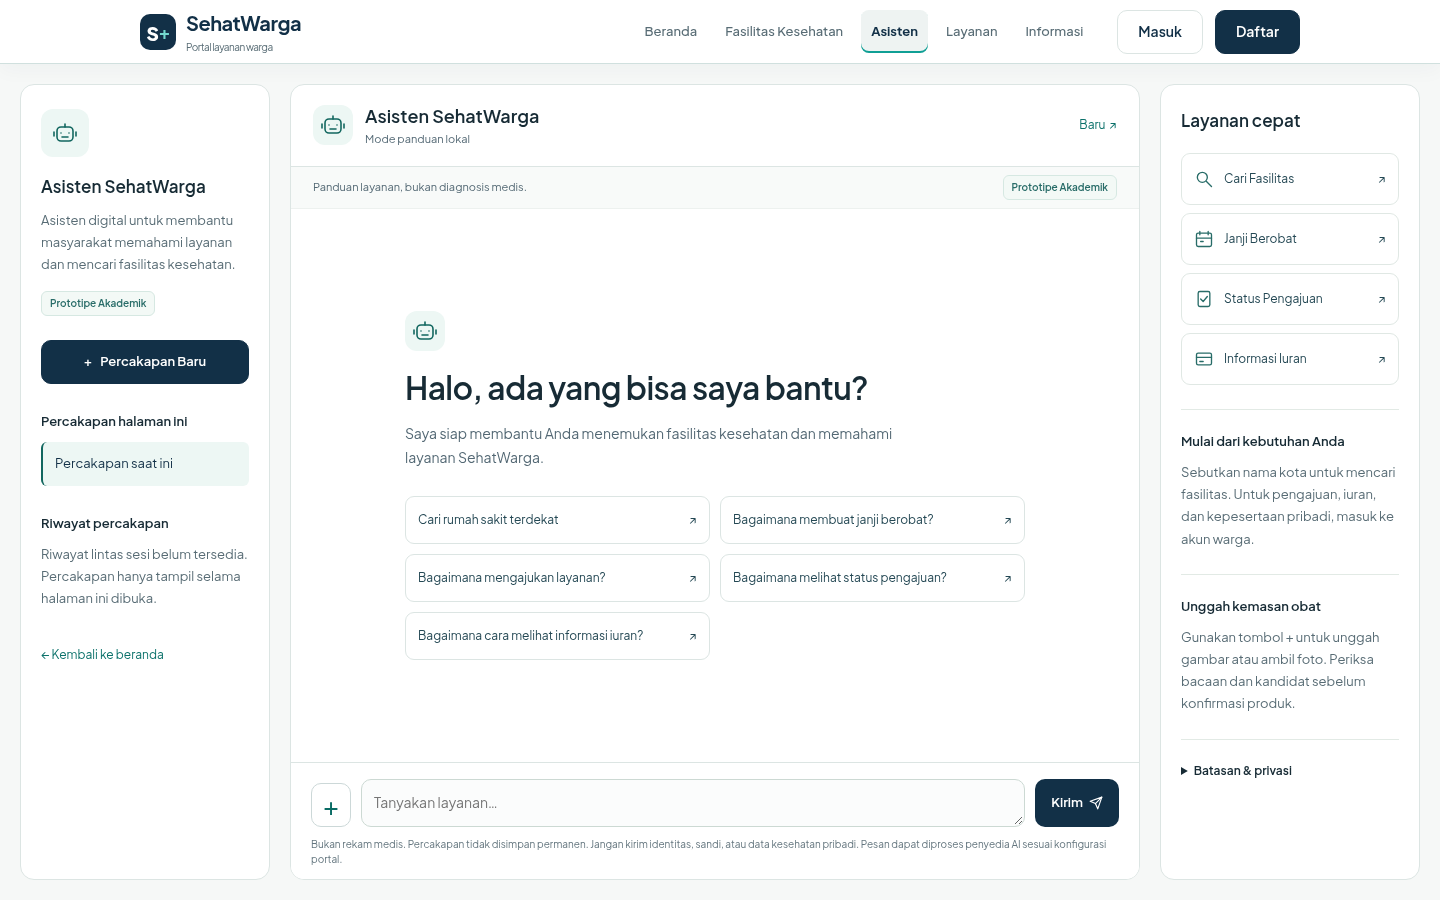 S+
SehatWarga
Portal layanan warga
Beranda
Fasilitas Kesehatan
Asisten
Layanan
Informasi
Masuk
Daftar
Asisten SehatWarga
Asisten digital untuk membantu
masyarakat memahami layanan
dan mencari fasilitas kesehatan.
Prototipe Akademik
+ Percakapan Baru
Percakapan halaman ini
Percakapan saat ini
Riwayat percakapan
Riwayat lintas sesi belum tersedia.
Percakapan hanya tampil selama
halaman ini dibuka.
← Kembali ke beranda
Asisten SehatWarga
Mode panduan lokal
Baru ↗
Panduan layanan, bukan diagnosis medis.
Prototipe Akademik
Halo, ada yang bisa saya bantu?
Saya siap membantu Anda menemukan fasilitas kesehatan dan memahami
layanan SehatWarga.
Cari rumah sakit terdekat ↗
Bagaimana membuat janji berobat? ↗
Bagaimana mengajukan layanan? ↗
Bagaimana melihat status pengajuan? ↗
Bagaimana cara melihat informasi iuran? ↗
+
Tanyakan layanan...
Kirim
Bukan rekam medis. Percakapan tidak disimpan permanen. Jangan kirim identitas, sandi, atau data kesehatan pribadi. Pesan dapat diproses penyedia AI sesuai konfigurasi
portal.
Layanan cepat
Cari Fasilitas ↗
Janji Berobat ↗
Status Pengajuan ↗
Informasi Iuran ↗
Mulai dari kebutuhan Anda
Sebutkan nama kota untuk mencari
fasilitas. Untuk pengajuan, iuran,
dan kepesertaan pribadi, masuk ke
akun warga.
Unggah kemasan obat
Gunakan tombol + untuk unggah
gambar atau ambil foto. Periksa
bacaan dan kandidat sebelum
konfirmasi produk.
▶ Batasan & privasi